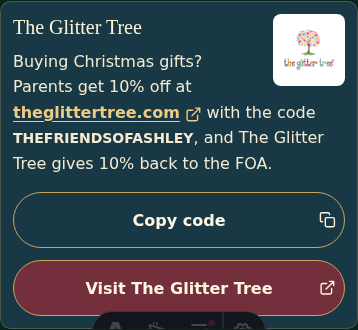 The Glitter Tree
the glitter tree
Buying Christmas gifts?
Parents get 10% off at
theglittertree.com with the code
THEFRIENDSOFASHLEY, and The Glitter
Tree gives 10% back to the FOA.
Copy code
Visit The Glitter Tree